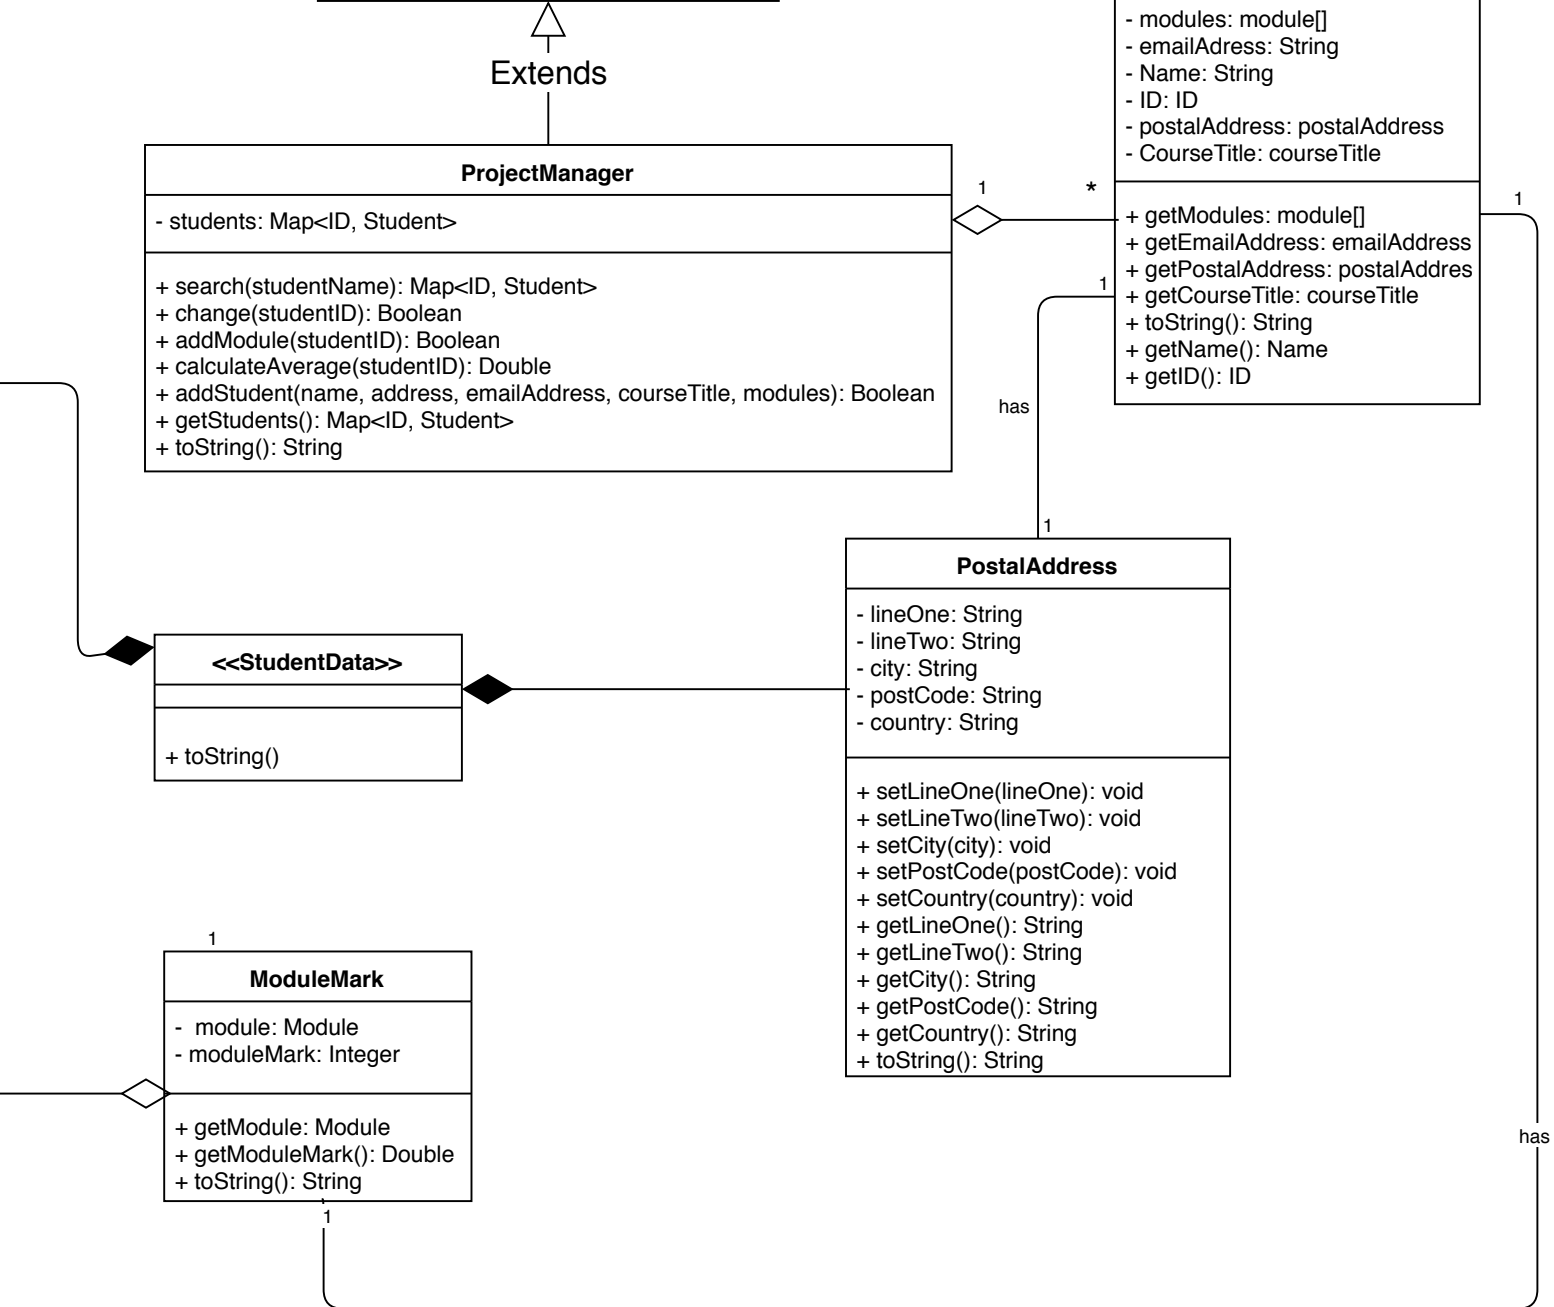 Extends
ProjectManager
- students: Map<ID, Student>
+ search(studentName): Map<ID, Student>
+ change(studentID): Boolean
+ addModule(studentID): Boolean
+ calculateAverage(studentID): Double
+ addStudent(name, address, emailAddress, courseTitle, modules): Boolean
+ getStudents(): Map<ID, Student>
+ toString(): String
1
*
- modules: module[]
- emailAdress: String
- Name: String
- ID: ID
- postalAddress: postalAddress
- CourseTitle: courseTitle
+ getModules: module[]
+ getEmailAddress: emailAddress
+ getPostalAddress: postalAddres
+ getCourseTitle: courseTitle
+ toString(): String
+ getName(): Name
+ getID(): ID
1
1
has
1
PostalAddress
- lineOne: String
- lineTwo: String
- city: String
- postCode: String
- country: String
+ setLineOne(lineOne): void
+ setLineTwo(lineTwo): void
+ setCity(city): void
+ setPostCode(postCode): void
+ setCountry(country): void
+ getLineOne(): String
+ getLineTwo(): String
+ getCity(): String
+ getPostCode(): String
+ getCountry(): String
+ toString(): String
<<StudentData>>
+ toString()
1
ModuleMark
- module: Module
- moduleMark: Integer
+ getModule: Module
+ getModuleMark(): Double
+ toString(): String
1
has